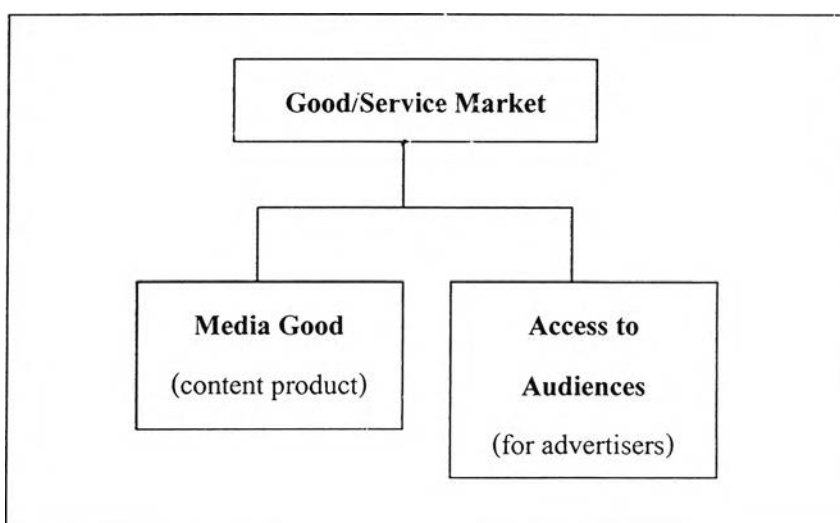 Good/Service Market
Media Good
(content product)
Access to
Audiences
(for advertisers)